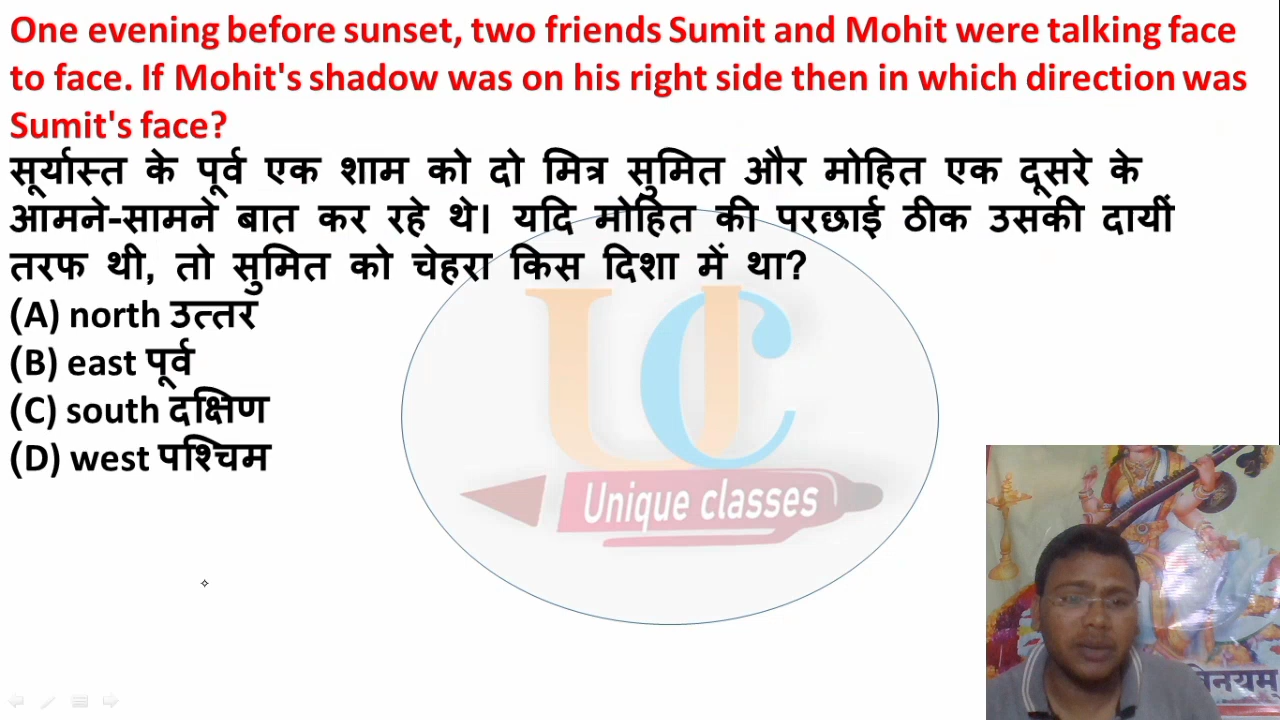 One evening before sunset, two friends Sumit and Mohit were talking face
to face. If Mohit's shadow was on his right side then in which direction was
Sumit's face?
सूर्यास्त के पूर्व एक शाम को दो मित्र सुमित और मोहित एक दूसरे के
आमने-सामने बात कर रहे थे। यदि मोहित की परछाई ठीक उसकी दायीं
तरफ थी, तो सुमित को चेहरा किस दिशा में था?
(A) north उत्तर
(B) east पूर्व
(C) south दक्षिण
(D) west पश्चिम
UC
Unique classes